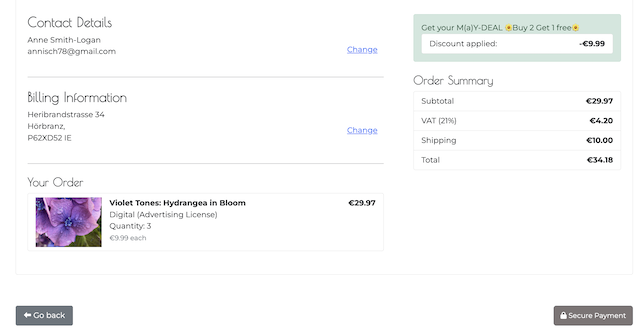 Contact Details
Anne Smith-Logan
annisch78@gmail.com
Change
Billing Information
Heribrandstrasse 34
Hörbranz,
P62XD52 IE
Change
Your Order
Violet Tones: Hydrangea in Bloom
€29.97
Digital (Advertising License)
Quantity: 3
€9.99 each
Get your M(a)Y-DEAL 🌼Buy 2 Get 1 free🌼
Discount applied: -€9.99
Order Summary
Subtotal €29.97
VAT (21%) €4.20
Shipping €10.00
Total €34.18
Go back
Secure Payment